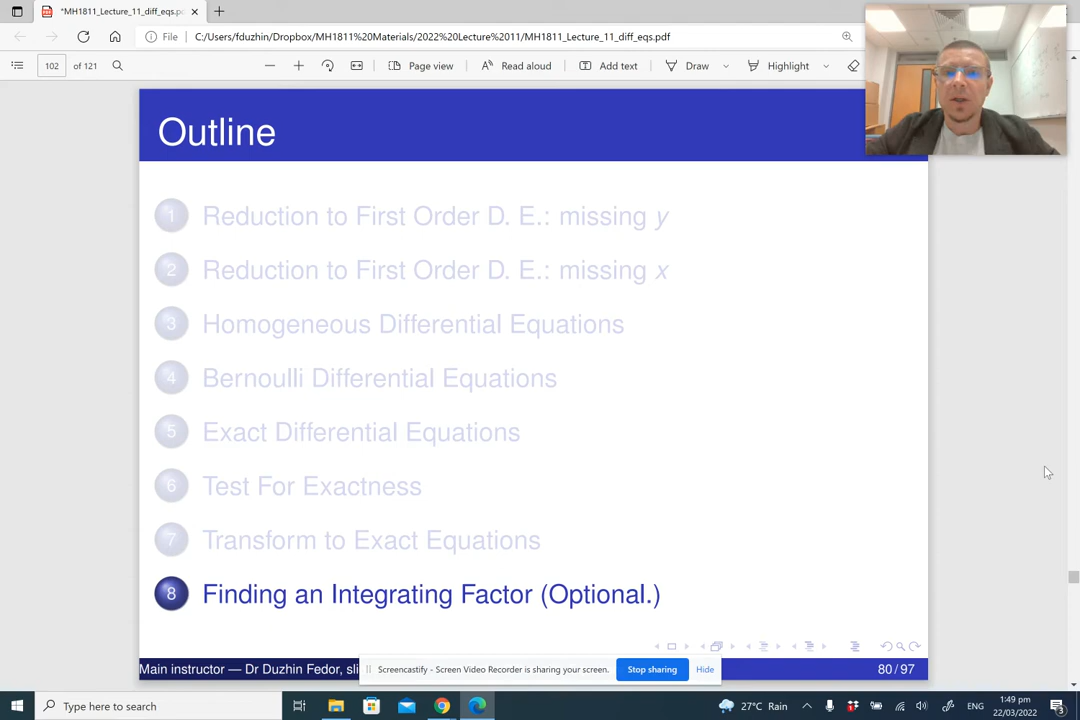 *MH1811_Lecture_11_diff_eqs.p
File
C:/Users/fduzhin/Dropbox/MH1811%20Materials/2022%20Lecture%2011/MH1811_Lecture_11_diff_eqs.pdf
102 of 121
Page view
Read aloud
Add text
Draw
Highlight
Outline
1 Reduction to First Order D. E.: missing y
2 Reduction to First Order D. E.: missing x
3 Homogeneous Differential Equations
4 Bernoulli Differential Equations
5 Exact Differential Equations
6 Test For Exactness
7 Transform to Exact Equations
8 Finding an Integrating Factor (Optional.)
Main instructor — Dr Duzhin Fedor, sli
80 / 97
Screencastify - Screen Video Recorder is sharing your screen.
Stop sharing
Hide
Type here to search
27°C Rain
ENG
1:49 pm
22/03/2022
3